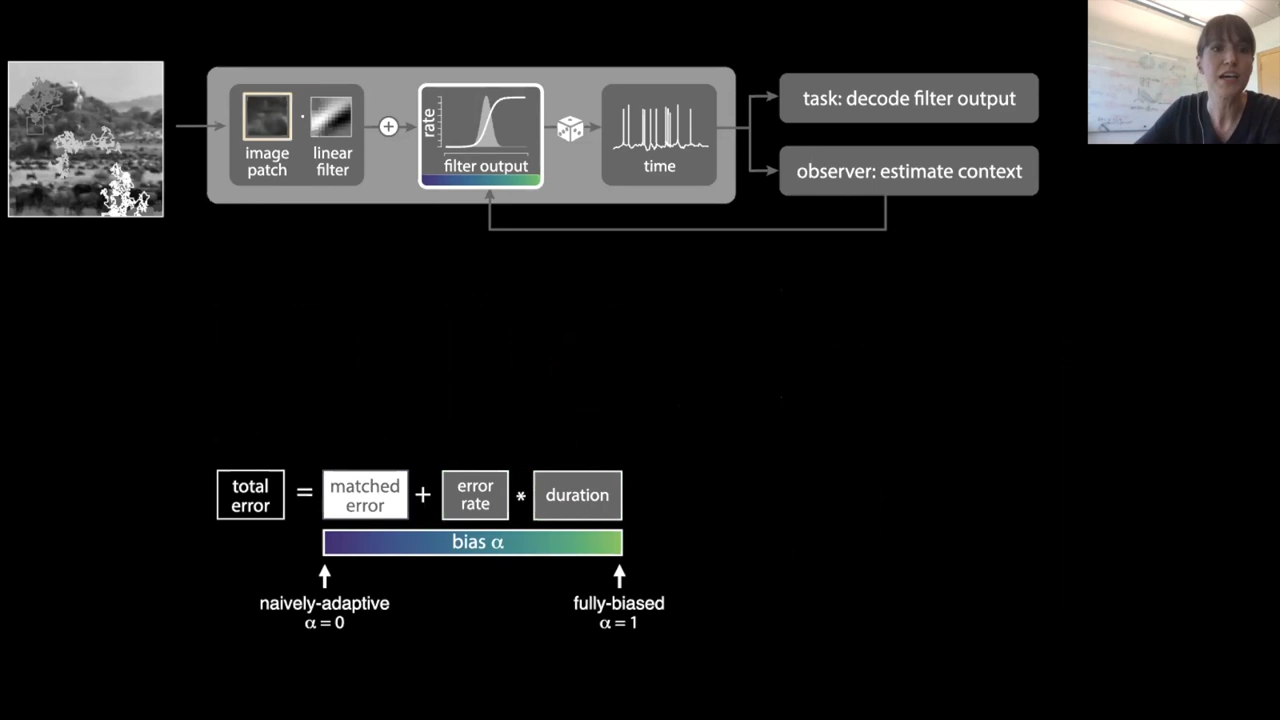 image
patch
·
linear
filter
+
rate
filter output
time
task: decode filter output
observer: estimate context
total
error
=
matched
error
+
error
rate
*
duration
bias α
naively-adaptive
α = 0
fully-biased
α = 1